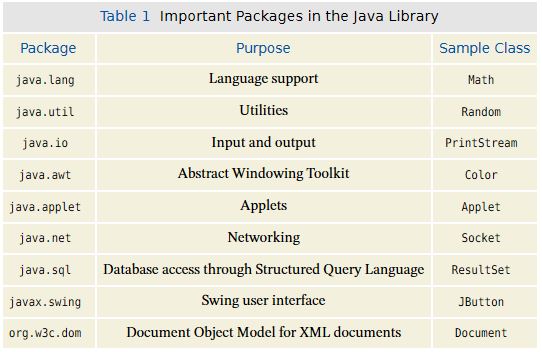 Table 1 Important Packages in the Java Library
Package Purpose Sample Class
java.lang Language support Math
java.util Utilities Random
java.io Input and output PrintStream
java.awt Abstract Windowing Toolkit Color
java.applet Applets Applet
java.net Networking Socket
java.sql Database access through Structured Query Language ResultSet
javax.swing Swing user interface JButton
org.w3c.dom Document Object Model for XML documents Document